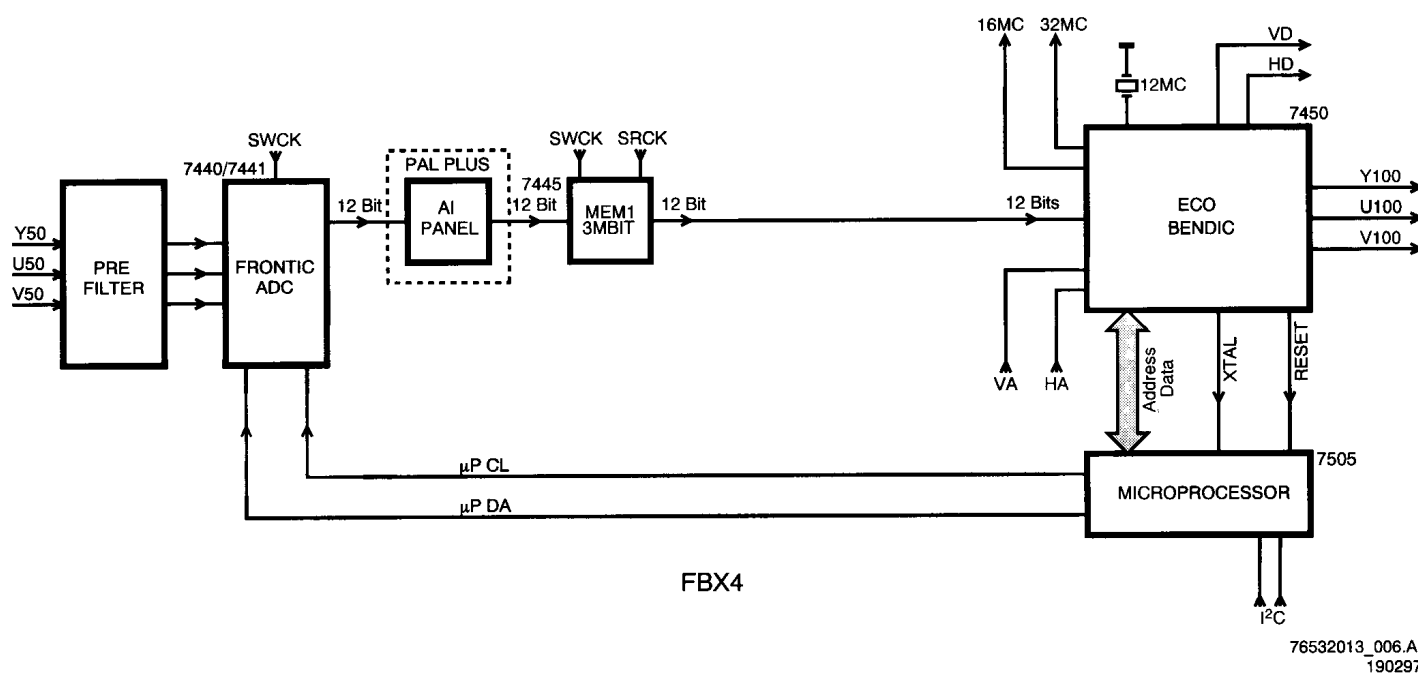 16MC
32MC
VD
HD
12MC
7450
SWCK
7440/7441
PAL PLUS
SWCK
SRCK
7445
12 Bit
AI
PANEL
12 Bit
MEM1
3MBIT
12 Bit
12 Bits
ECO
BENDIC
Y100
U100
V100
Y50
U50
V50
PRE
FILTER
FRONTIC
ADC
VA
HA
Address
Data
XTAL
RESET
µP CL
µP DA
7505
MICROPROCESSOR
FBX4
I²C
76532013_006.A
190297